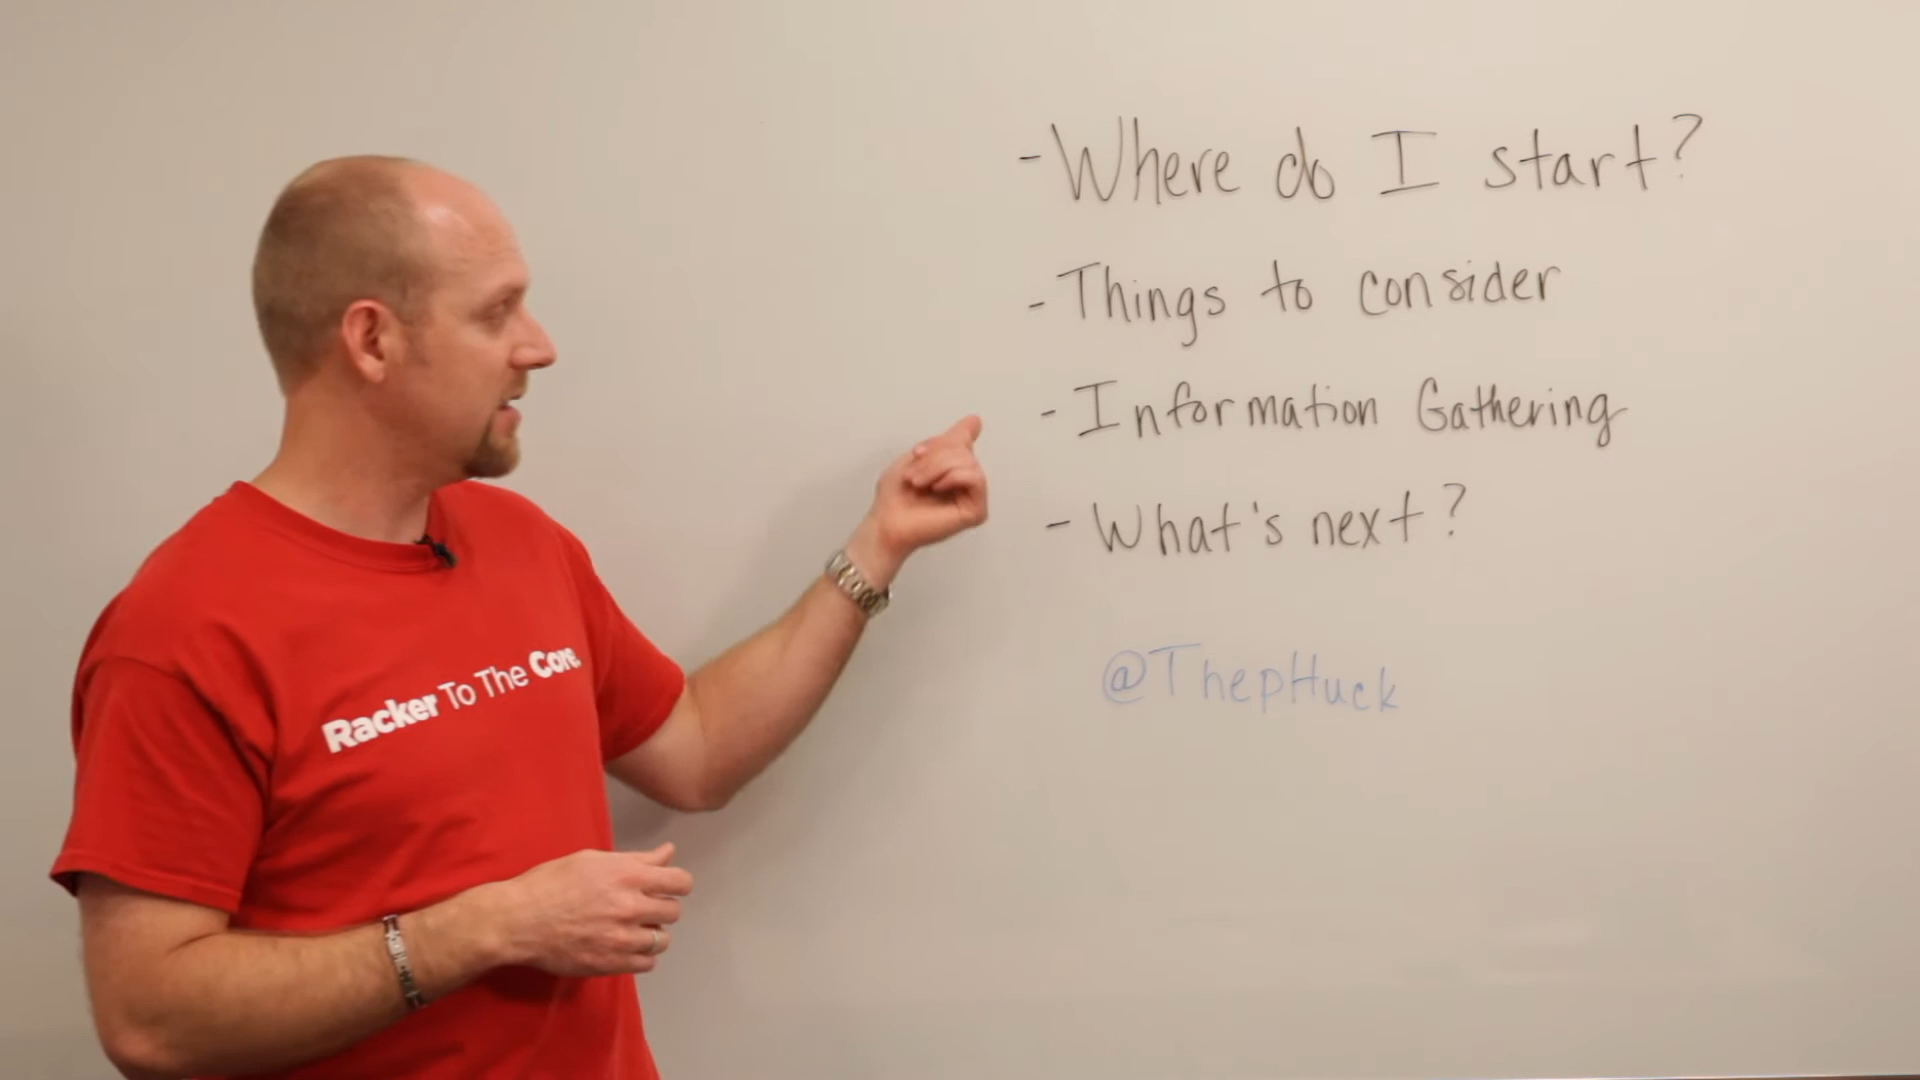 - Where do I start?
- Things to consider
- Information Gathering
- What's next?
@ThepHuck
Racker To The Core.